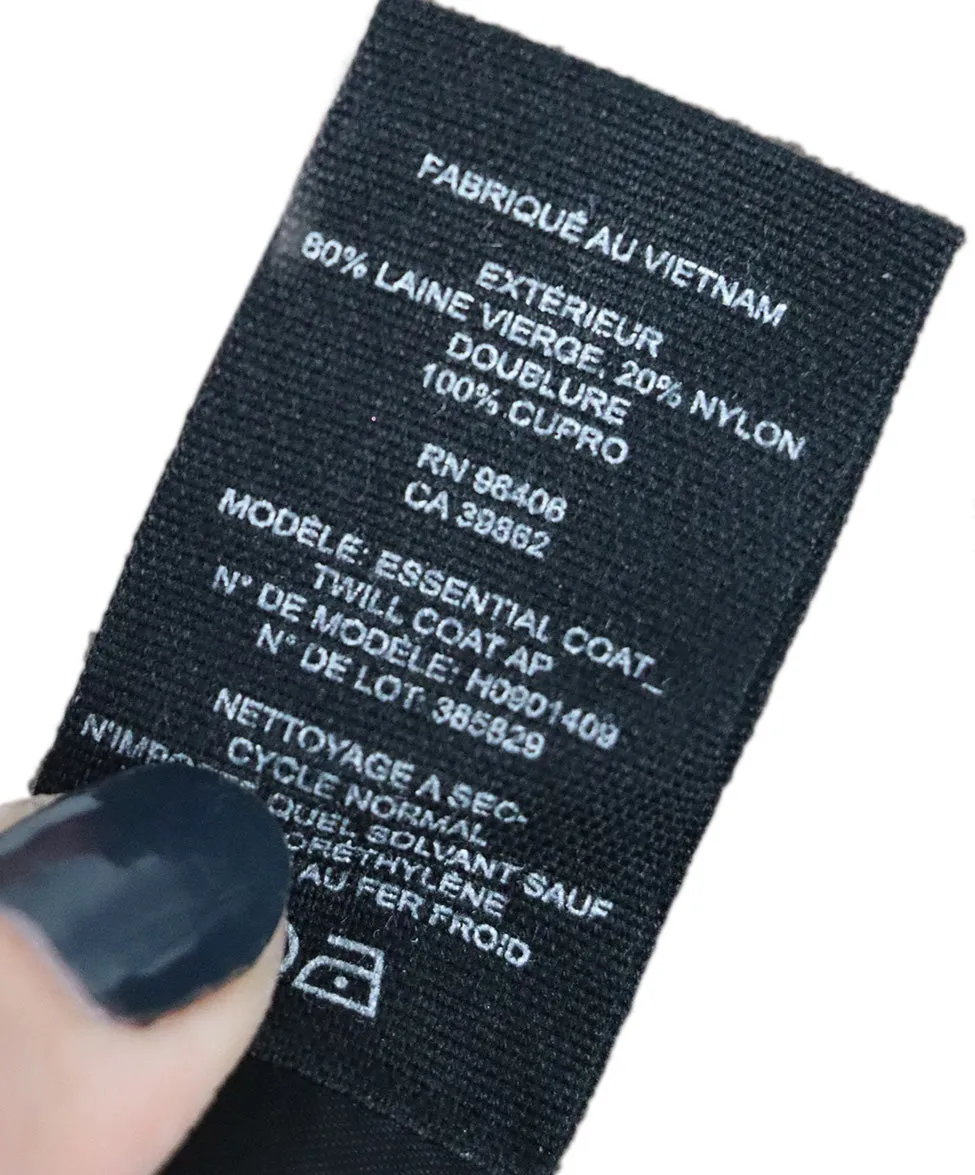 FABRIQUÉ AU VIETNAM
EXTÉRIEUR
80% LAINE VIERGE, 20% NYLON
DOUBLURE
100% CUPRO
RN 96406
CA 39862
MODÈLE: ESSENTIAL COAT_
TWILL COAT AP
N° DE MODÈLE: H0901409
N° DE LOT: 385829
NETTOYAGE A SEC-
CYCLE NORMAL
QUEL SOLVANT SAUF
AU FER FROID